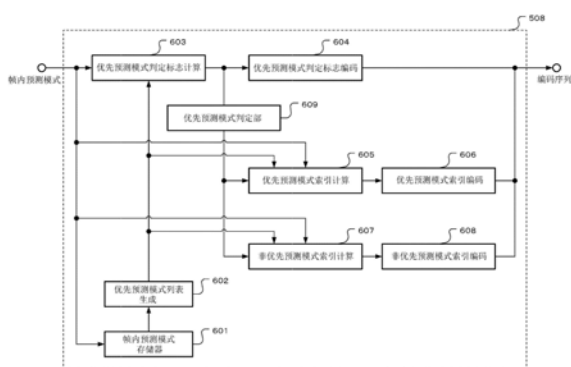 508
603
604
优先预测模式判定标志计算
优先预测模式判定标志编码
帧内预测模式
编码序列
609
优先预测模式判定部
605
606
优先预测模式索引计算
优先预测模式索引编码
607
608
非优先预测模式索引计算
非优先预测模式索引编码
602
优先预测模式列表
生成
601
帧内预测模式
存储器